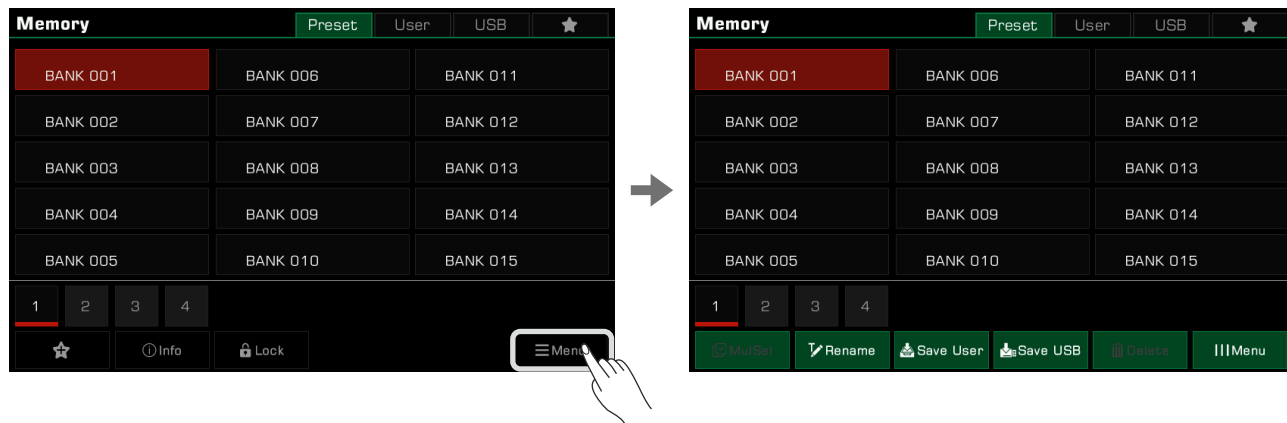 Memory Preset User USB
BANK 001 BANK 006 BANK 011
BANK 002 BANK 007 BANK 012
BANK 003 BANK 008 BANK 013
BANK 004 BANK 009 BANK 014
BANK 005 BANK 010 BANK 015
1 2 3 4
Info Lock Menu
Memory Preset User USB
BANK 001 BANK 006 BANK 011
BANK 002 BANK 007 BANK 012
BANK 003 BANK 008 BANK 013
BANK 004 BANK 009 BANK 014
BANK 005 BANK 010 BANK 015
1 2 3 4
MulSel Rename Save User Save USB Delete Menu